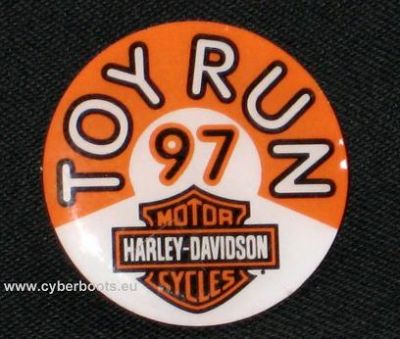 TOY RUN
97
MOTOR
HARLEY-DAVIDSON
CYCLES
www.cyberboots.eu